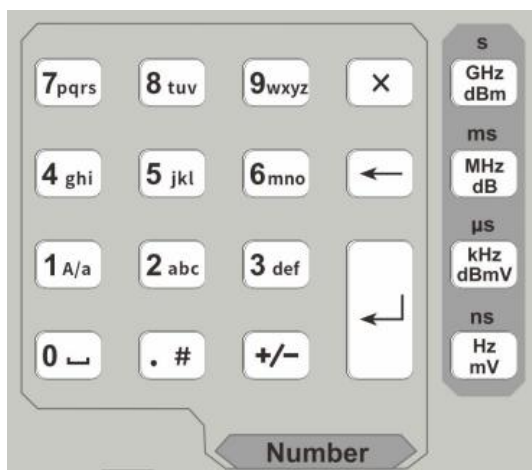 s
7pqrs 8 tuv 9wxyz × GHz dBm
ms
4 ghi 5 jkl 6mno ← MHz dB
µs
1 A/a 2 abc 3 def kHz dBmV
ns
0 . # +/− Hz mV
Number